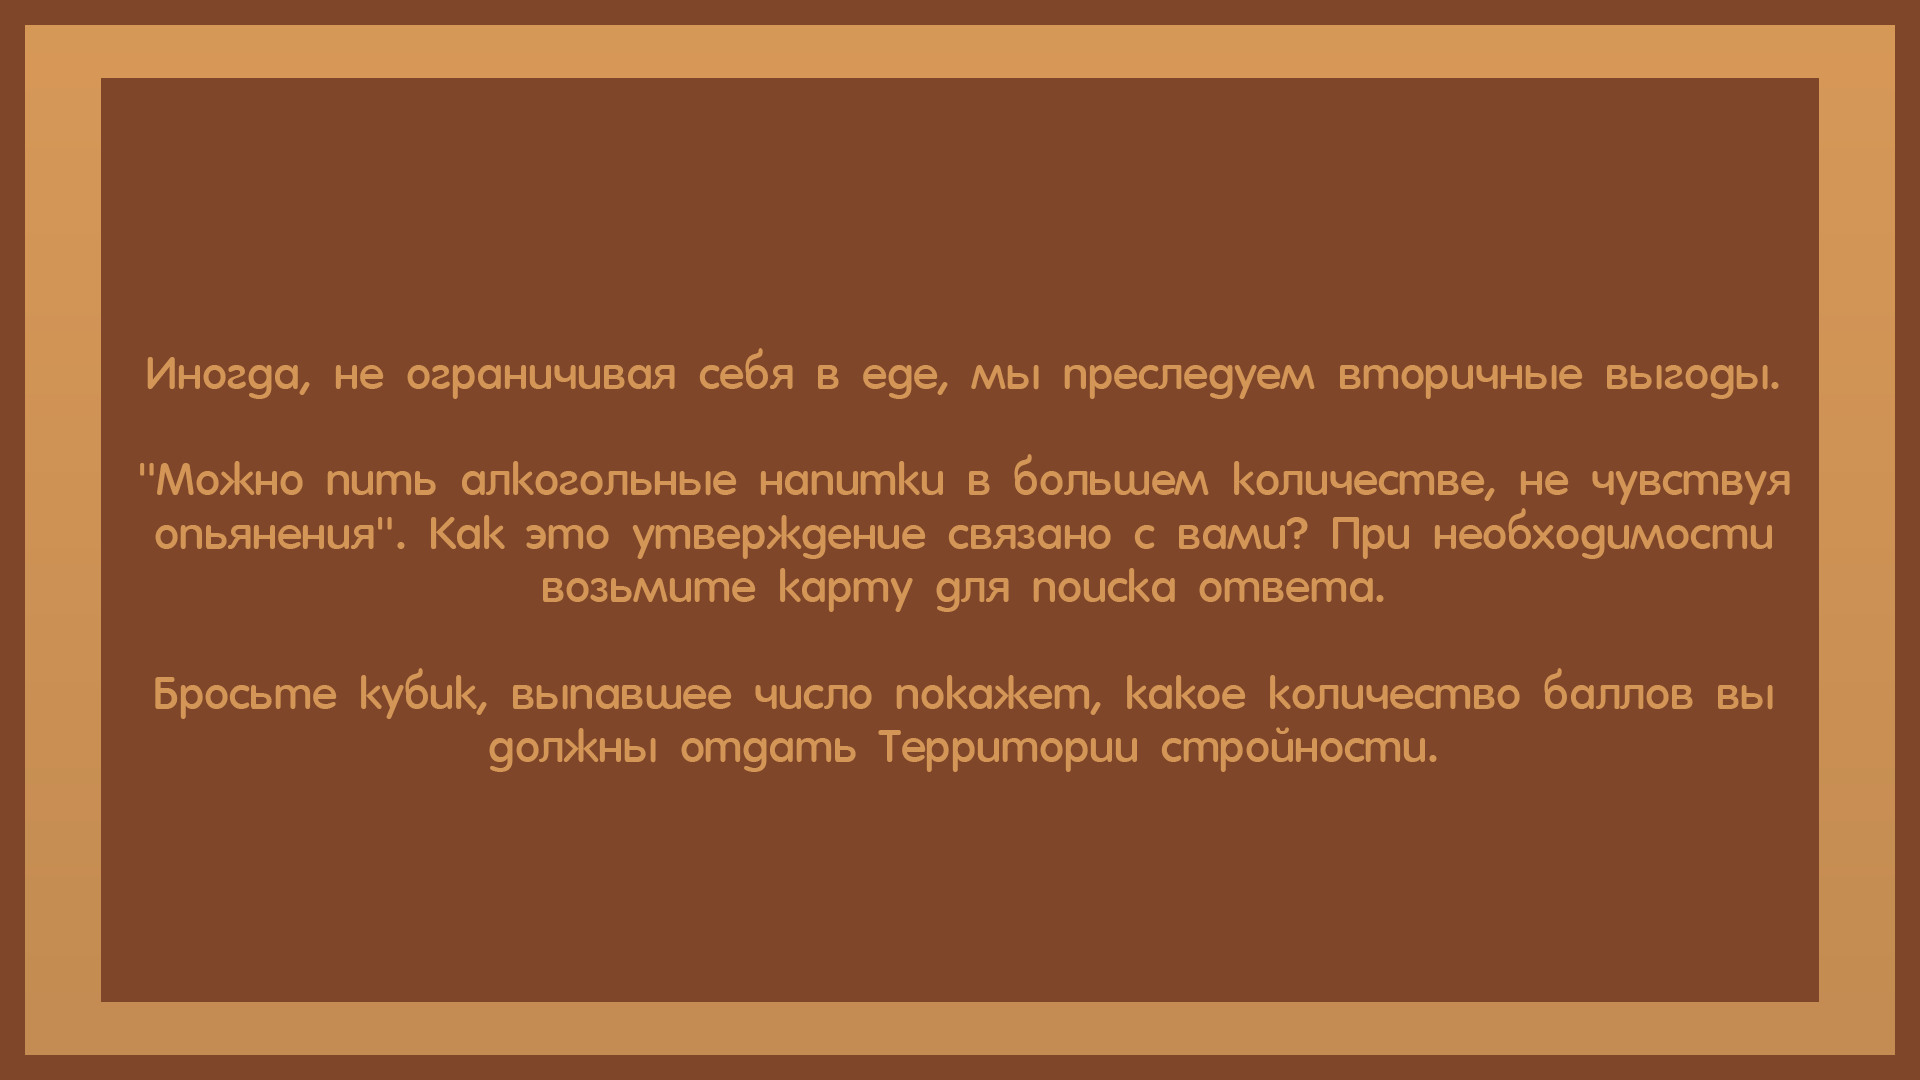 Иногда, не ограничивая себя в еде, мы преследуем вторичные выгоды.
"Можно пить алкогольные напитки в большем количестве, не чувствуя
опьянения". Как это утверждение связано с вами? При необходимости
возьмите карту для поиска ответа.
Бросьте кубик, выпавшее число покажет, какое количество баллов вы
должны отдать Территории стройности.